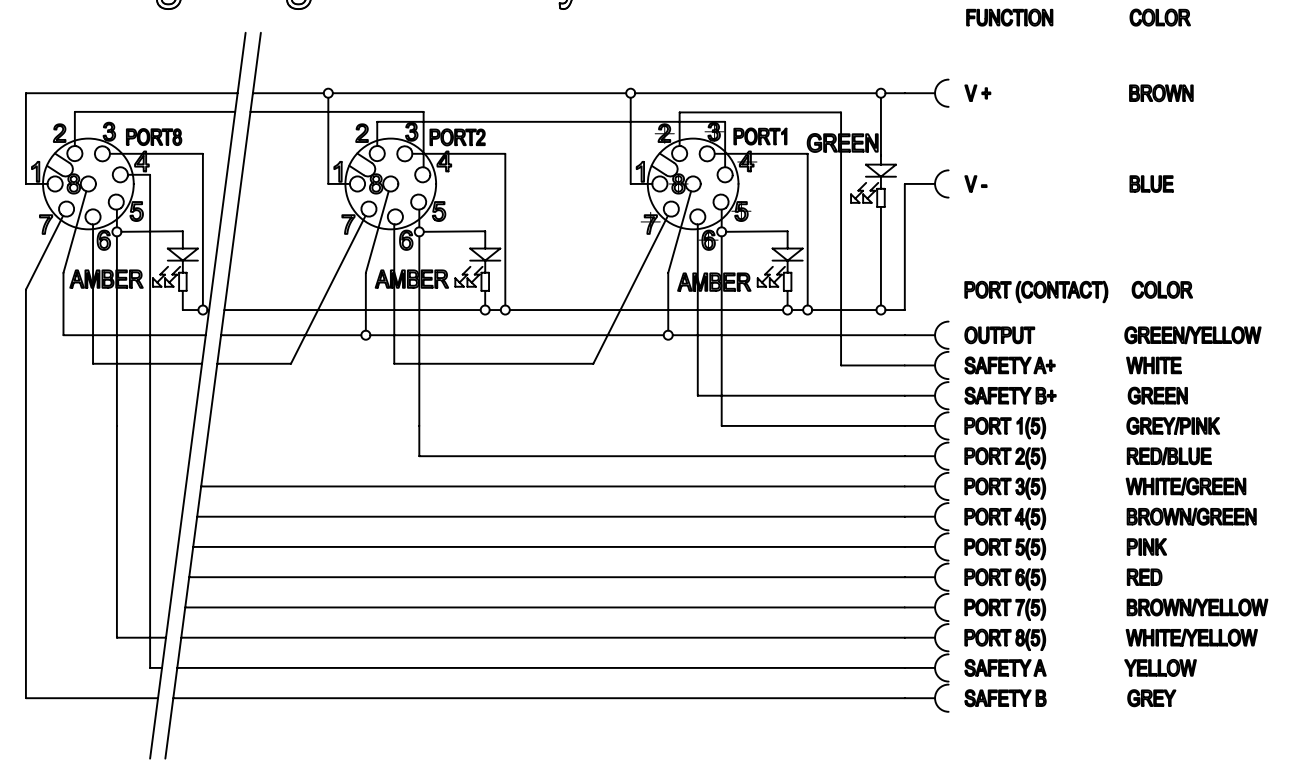 FUNCTION COLOR
V + BROWN
2 3 PORT8 2 3 PORT2 2 3 PORT1 GREEN
1 8 4 1 8 4 1 8 4
V - BLUE
7 6 5 7 6 5 7 6 5
AMBER AMBER AMBER
PORT (CONTACT) COLOR
OUTPUT GREEN/YELLOW
SAFETY A+ WHITE
SAFETY B+ GREEN
PORT 1(5) GREY/PINK
PORT 2(5) RED/BLUE
PORT 3(5) WHITE/GREEN
PORT 4(5) BROWN/GREEN
PORT 5(5) PINK
PORT 6(5) RED
PORT 7(5) BROWN/YELLOW
PORT 8(5) WHITE/YELLOW
SAFETY A YELLOW
SAFETY B GREY